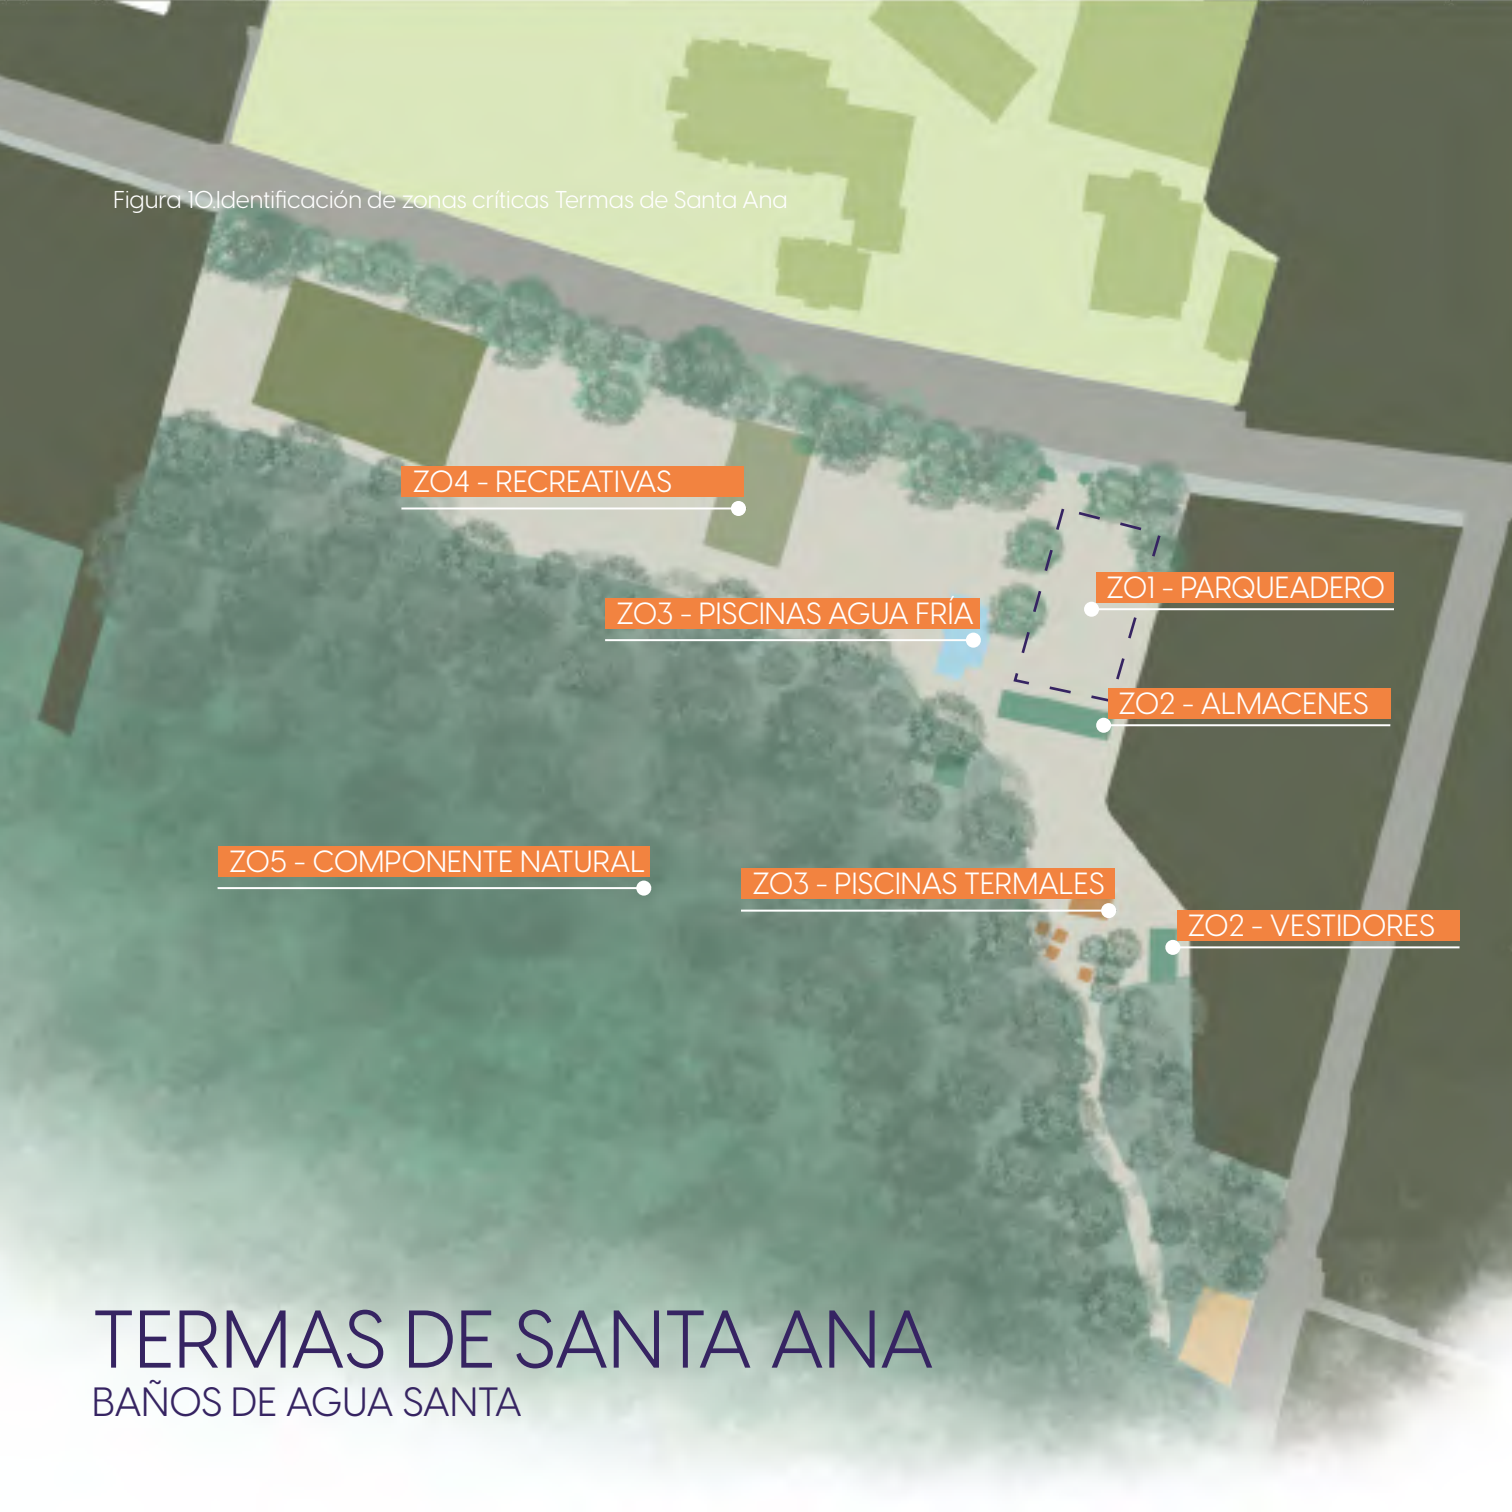 Figura 10.Identificación de zonas críticas Termas de Santa Ana
ZO4 - RECREATIVAS
ZO1 - PARQUEADERO
ZO3 - PISCINAS AGUA FRÍA
ZO2 - ALMACENES
ZO5 - COMPONENTE NATURAL
ZO3 - PISCINAS TERMALES
ZO2 - VESTIDORES
TERMAS DE SANTA ANA
BAÑOS DE AGUA SANTA